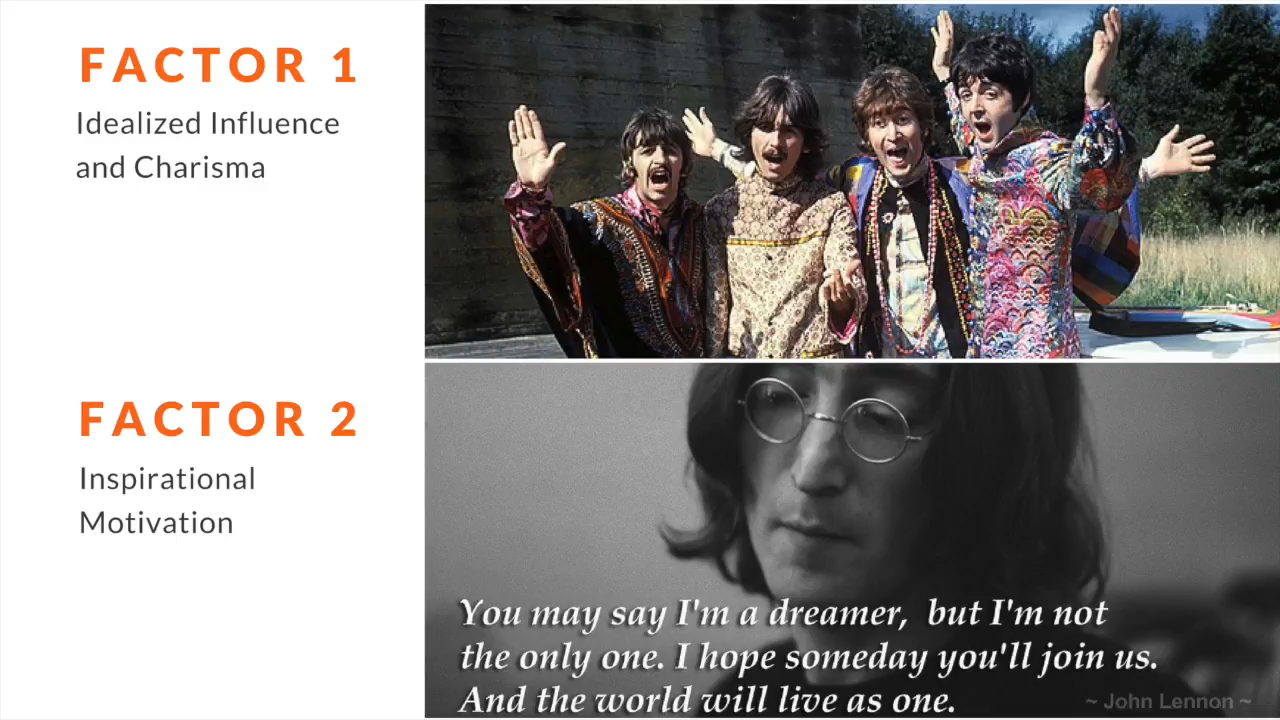 FACTOR 1
Idealized Influence
and Charisma
FACTOR 2
Inspirational
Motivation
You may say I'm a dreamer, but I'm not
the only one. I hope someday you'll join us.
And the world will live as one.
~ John Lennon ~